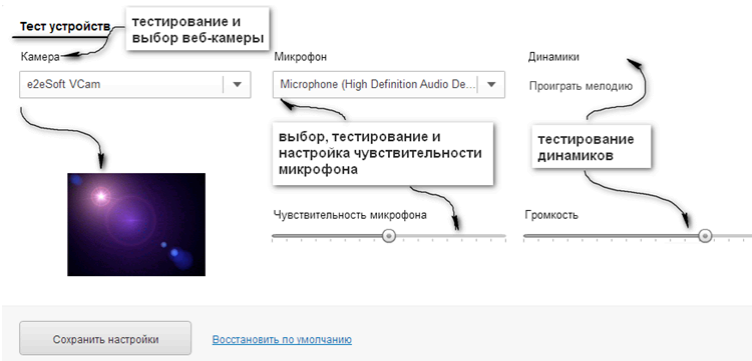 Тест устройств
тестирование и
выбор веб-камеры
Камера
Микрофон
Динамики
e2eSoft VCam
Microphone (High Definition Audio De...
Проиграть мелодию
выбор, тестирование и
настройка чувствительности
микрофона
тестирование
динамиков
Чувствительность микрофона
Громкость
Сохранить настройки
Восстановить по умолчанию